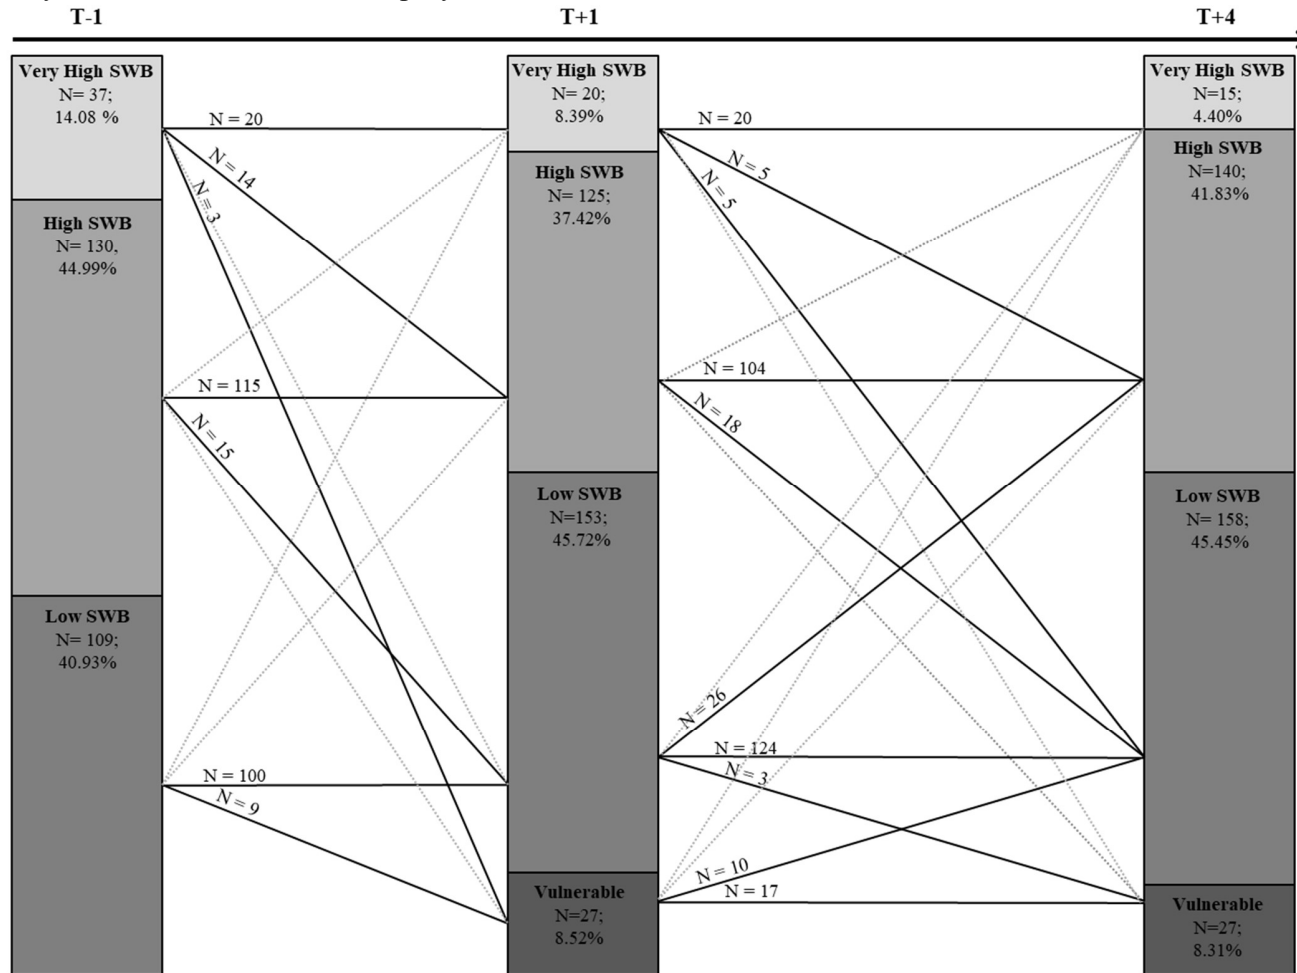 T-1
T+1
T+4
Very High SWB
N= 37;
14.08 %
High SWB
N= 130,
44.99%
Low SWB
N= 109;
40.93%
N = 20
N = 14
N = 3
N = 115
N = 15
N = 100
N = 9
Very High SWB
N= 20;
8.39%
High SWB
N= 125;
37.42%
Low SWB
N=153;
45.72%
Vulnerable
N=27;
8.52%
N = 20
N = 5
N = 5
N = 104
N = 18
N = 26
N = 124
N = 3
N = 10
N = 17
Very High SWB
N=15;
4.40%
High SWB
N=140;
41.83%
Low SWB
N= 158;
45.45%
Vulnerable
N=27;
8.31%